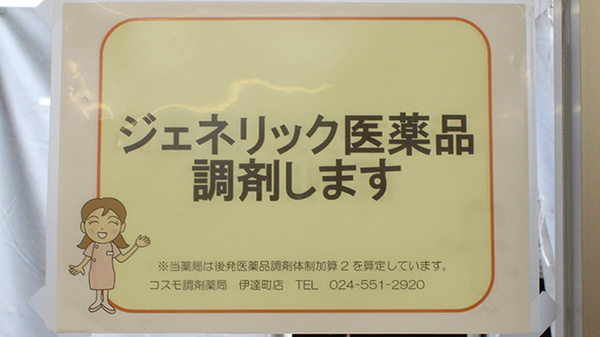 ジェネリック医薬品
調剤します
※当薬局は後発医薬品調剤体制加算2を算定しています。
コスモ調剤薬局 伊達町店 TEL 024-551-2920